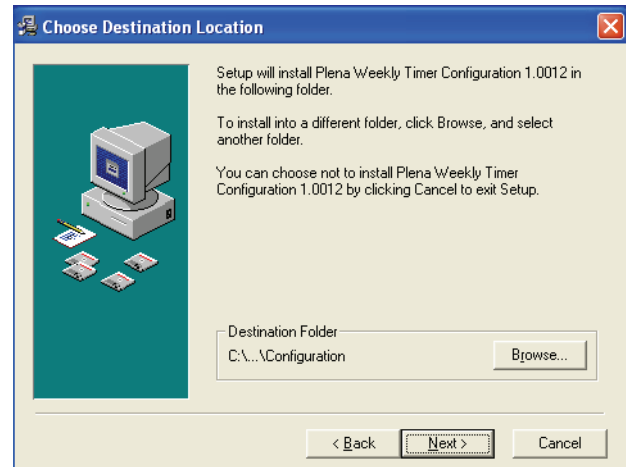 Choose Destination Location
Setup will install Plena Weekly Timer Configuration 1.0012 in
the following folder.
To install into a different folder, click Browse, and select
another folder.
You can choose not to install Plena Weekly Timer
Configuration 1.0012 by clicking Cancel to exit Setup.
Destination Folder
C:\...\Configuration
Browse...
< Back
Next >
Cancel